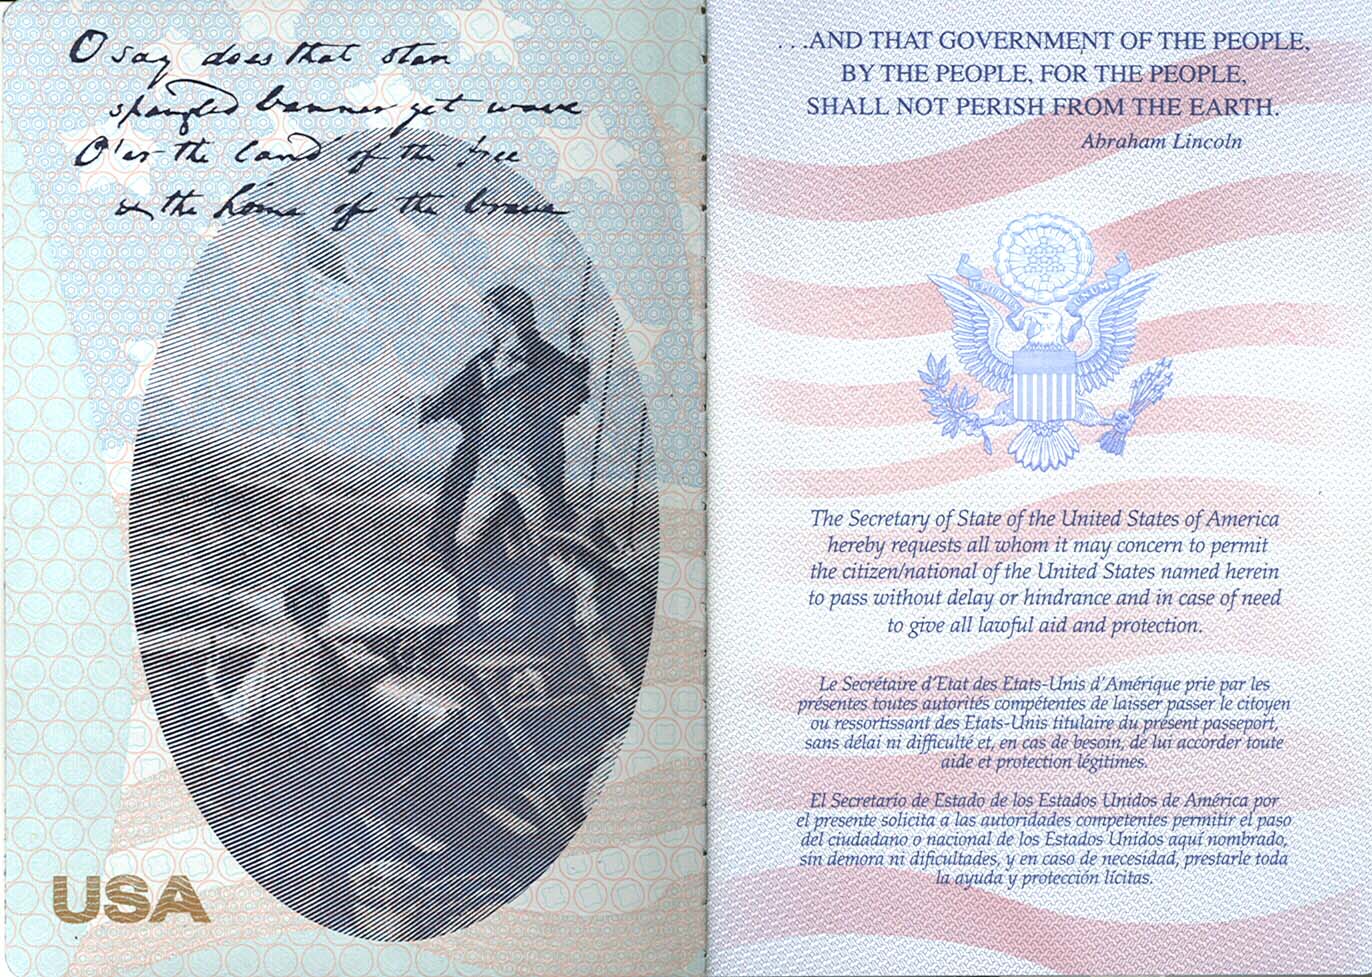 O say does that star
spangled banner yet wave
O'er the land of the free
& the home of the brave
USA
. . .AND THAT GOVERNMENT OF THE PEOPLE,
BY THE PEOPLE, FOR THE PEOPLE,
SHALL NOT PERISH FROM THE EARTH.
Abraham Lincoln
The Secretary of State of the United States of America
hereby requests all whom it may concern to permit
the citizen/national of the United States named herein
to pass without delay or hindrance and in case of need
to give all lawful aid and protection.
Le Secrétaire d'Etat des Etats-Unis d'Amérique prie par les
présentes toutes autorités compétentes de laisser passer le citoyen
ou ressortissant des Etats-Unis titulaire du présent passeport,
sans délai ni difficulté et, en cas de besoin, de lui accorder toute
aide et protection légitimes.
El Secretario de Estado de los Estados Unidos de América por
el presente solicita a las autoridades competentes permitir el paso
del ciudadano o nacional de los Estados Unidos aquí nombrado,
sin demora ni dificultades, y en caso de necesidad, prestarle toda
la ayuda y protección lícitas.